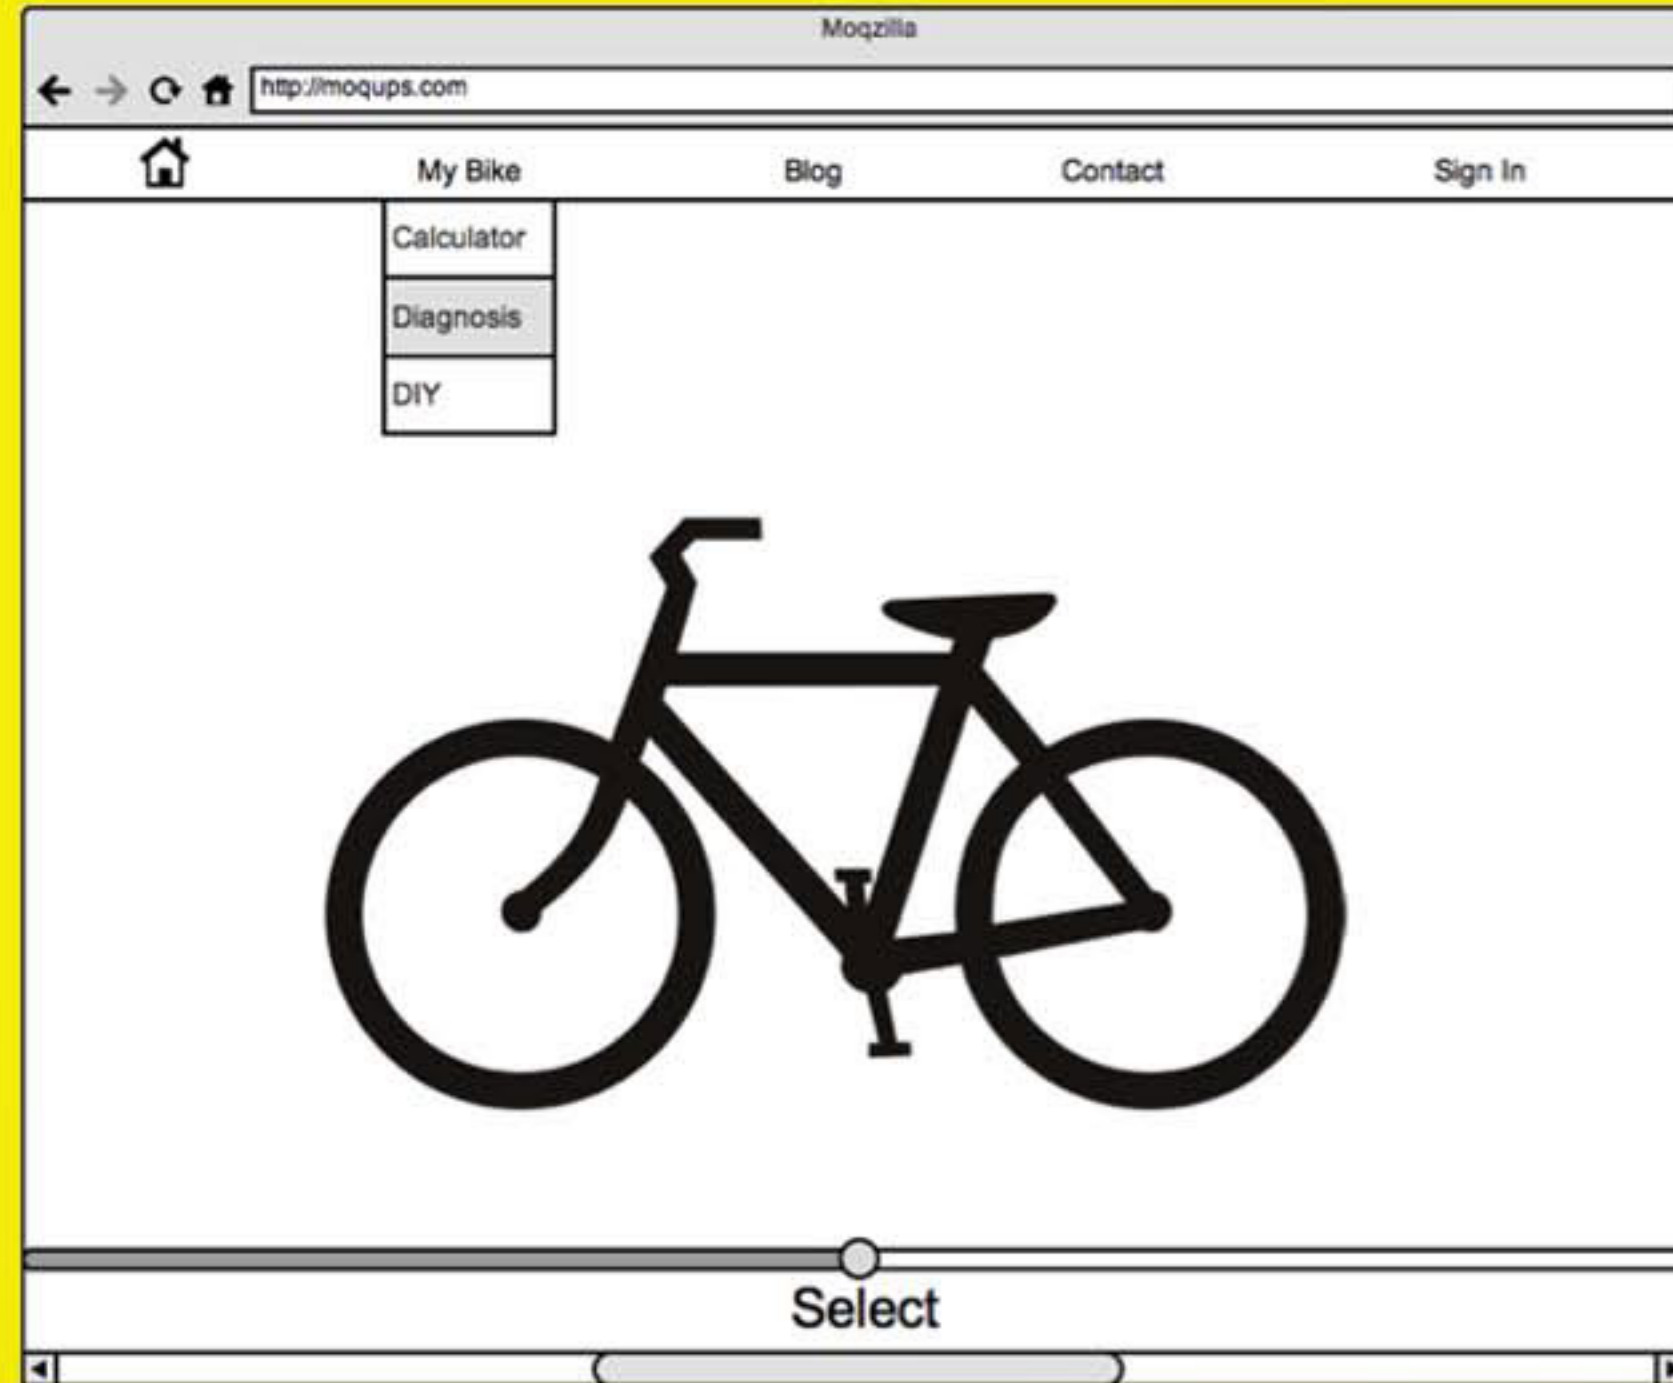 Moqzilla
http://moqups.com
My Bike Blog Contact Sign In
Calculator
Diagnosis
DIY
Select